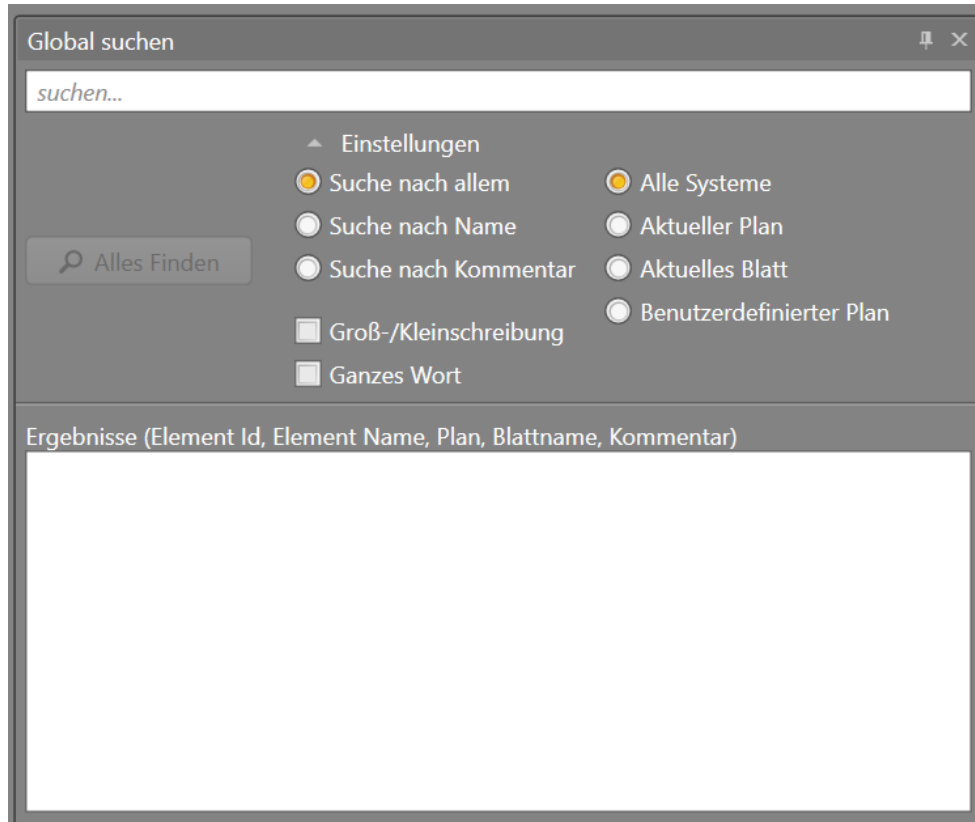 Global suchen
suchen...
Einstellungen
Suche nach allem
Alle Systeme
Suche nach Name
Aktueller Plan
Alles Finden
Suche nach Kommentar
Aktuelles Blatt
Benutzerdefinierter Plan
Groß-/Kleinschreibung
Ganzes Wort
Ergebnisse (Element Id, Element Name, Plan, Blattname, Kommentar)